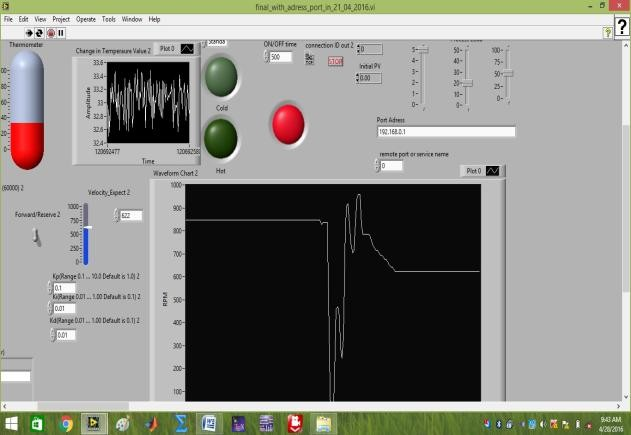 final_with_adress_port_in_21_04_2016.vi
File Edit View Project Operate Tools Window Help
Thermometer
Change in Temperaure Value 2
Plot 0
Standa
ON/OFF time
500
connection ID out 2
0
STOP
Initial PV
0.00
Amplitude
33.6
33.4
33.2
33
32.8
32.6
32.4
120692477
Time
Cold
Hot
80
60
40
20
0
5
4
3
2
1
0
50
40
30
20
10
0
100
75
50
25
0
Port Adress
192.168.0.1
remote port or service name
0
Waveform Chart 2
Plot 0
(60000) 2
Velocity_Expect 2
1000
750
500
250
0
622
Forward/Reserve 2
Kp(Range 0.1 ... 10.0 Default is 1.0) 2
0.1
Ki(Range 0.01 ... 1.00 Default is 0.1) 2
0.01
Kd(Range 0.01 ... 1.00 Default is 0.1) 2
0.01
RPM
1000
900
800
700
600
500
400
300
200
100
9:43 AM
4/28/2016